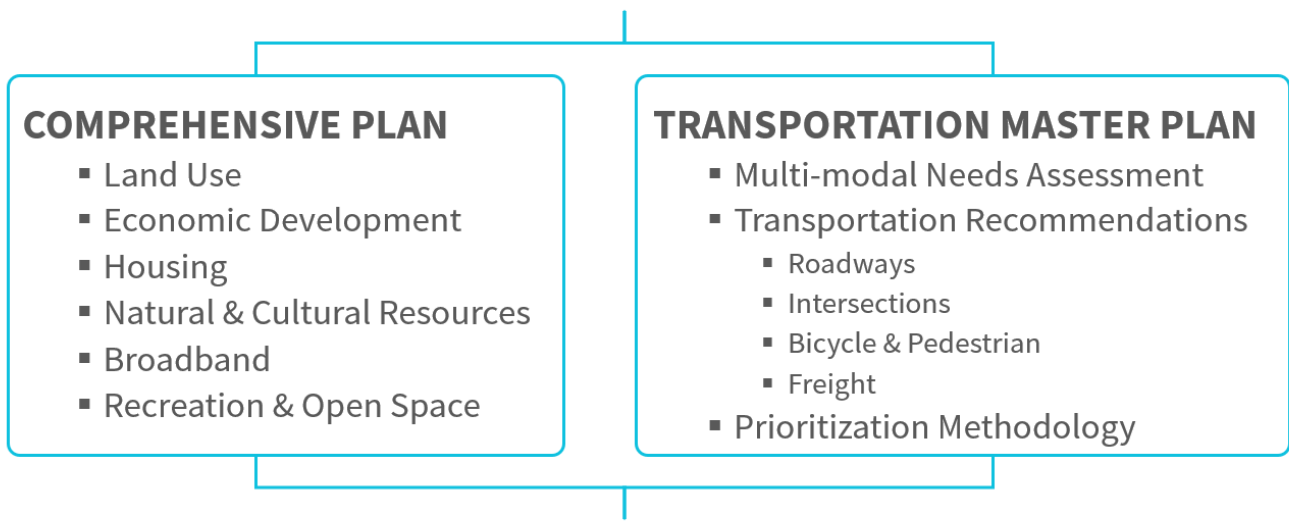 COMPREHENSIVE PLAN
▪ Land Use
▪ Economic Development
▪ Housing
▪ Natural & Cultural Resources
▪ Broadband
▪ Recreation & Open Space
TRANSPORTATION MASTER PLAN
▪ Multi-modal Needs Assessment
▪ Transportation Recommendations
▪ Roadways
▪ Intersections
▪ Bicycle & Pedestrian
▪ Freight
▪ Prioritization Methodology